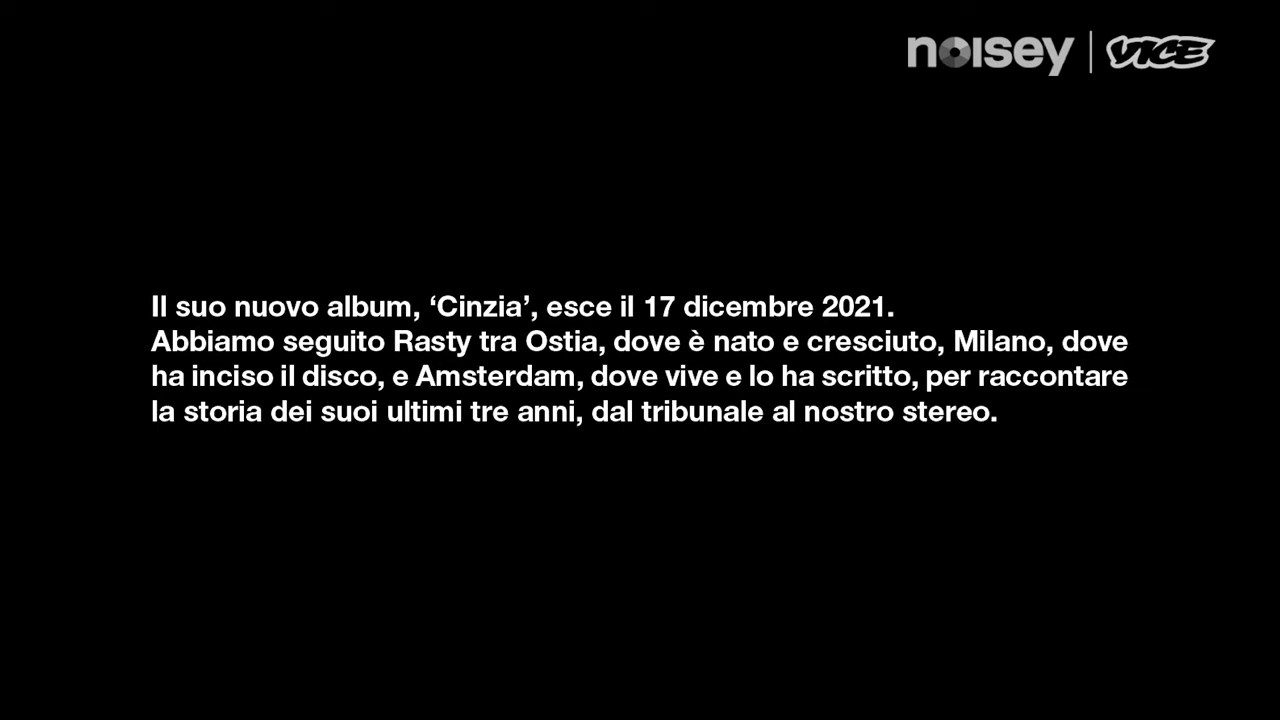 noisey | VICE
Il suo nuovo album, ‘Cinzia’, esce il 17 dicembre 2021.
Abbiamo seguito Rasty tra Ostia, dove è nato e cresciuto, Milano, dove
ha inciso il disco, e Amsterdam, dove vive e lo ha scritto, per raccontare
la storia dei suoi ultimi tre anni, dal tribunale al nostro stereo.